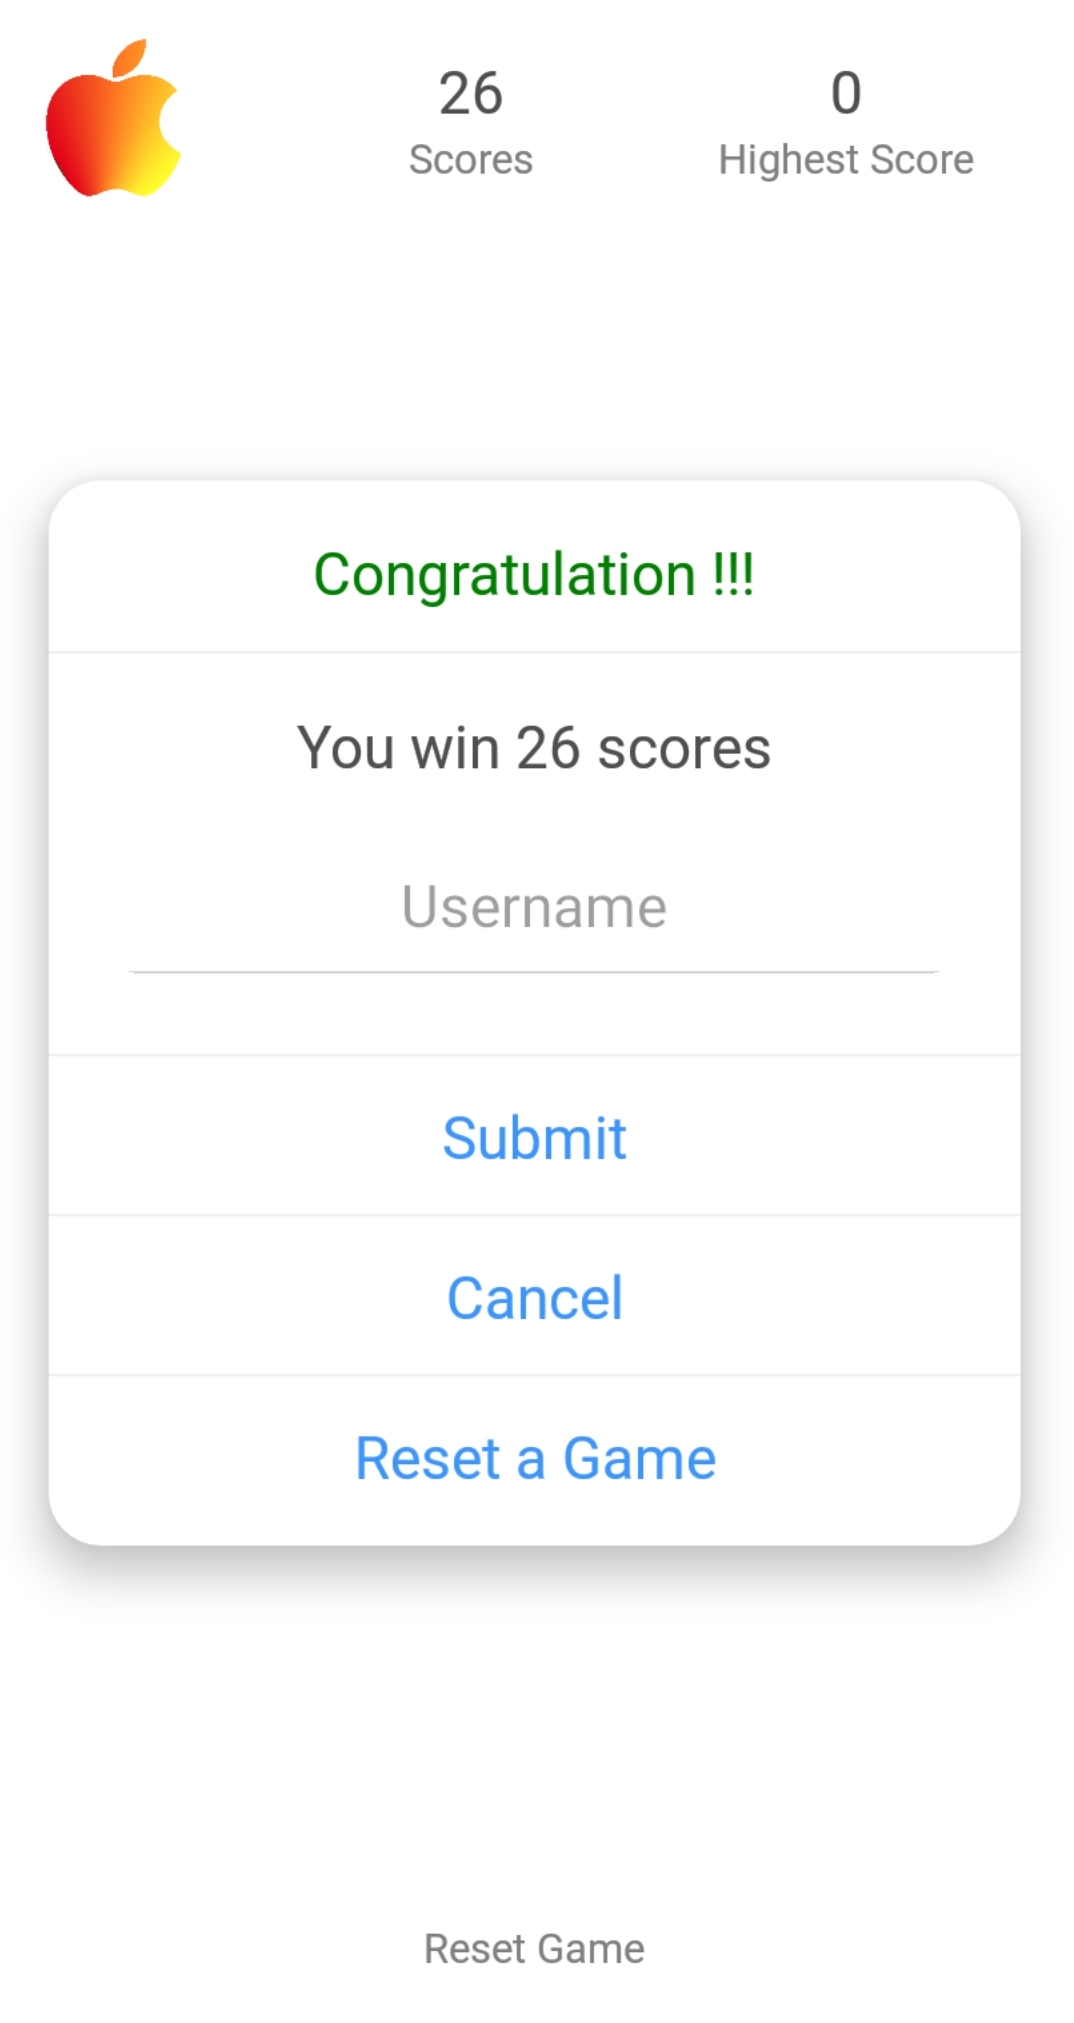 26
Scores
0
Highest Score
Congratulation !!!
You win 26 scores
Username
Submit
Cancel
Reset a Game
Reset Game